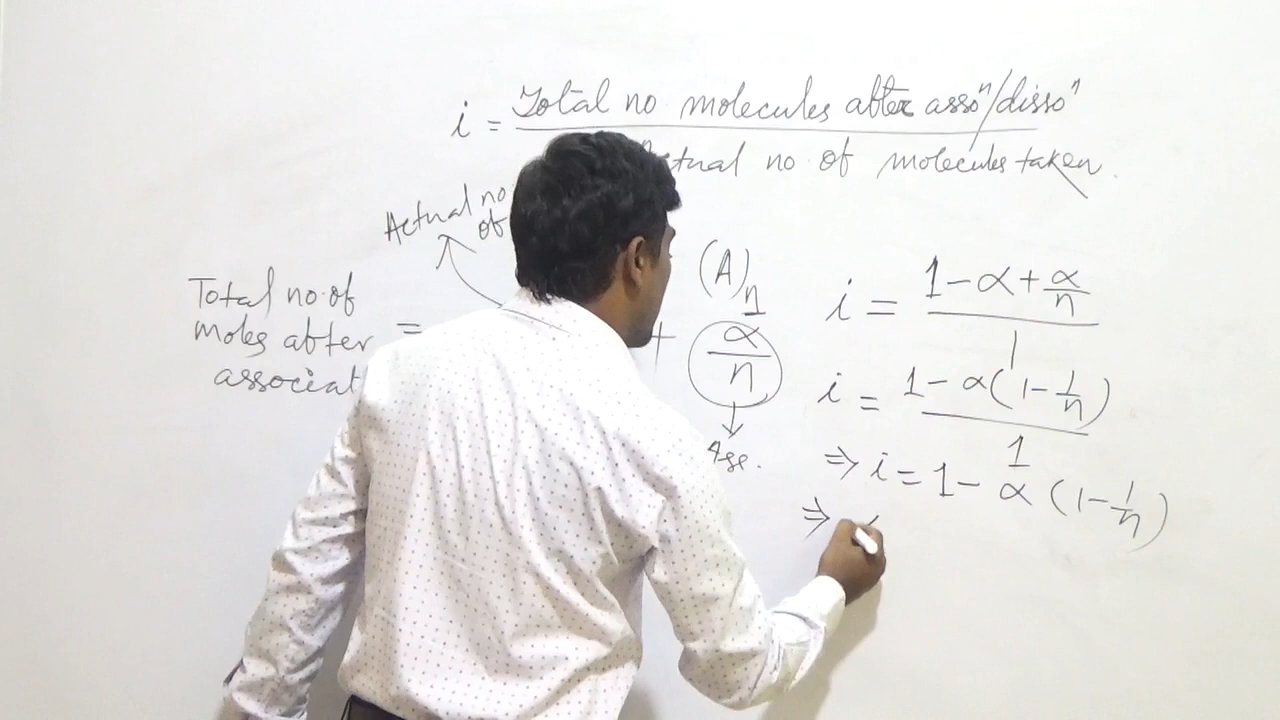 i = Total no molecules after asso^n/disso^n
no. of molecules taken.
Actual no
of
Total no. of
moles after =
associat
+ (A)n
α/n
Ass.
i = (1-α+α/n)/1
i = (1-α(1-1/n))/1
⇒ i = 1-α(1-1/n)
⇒